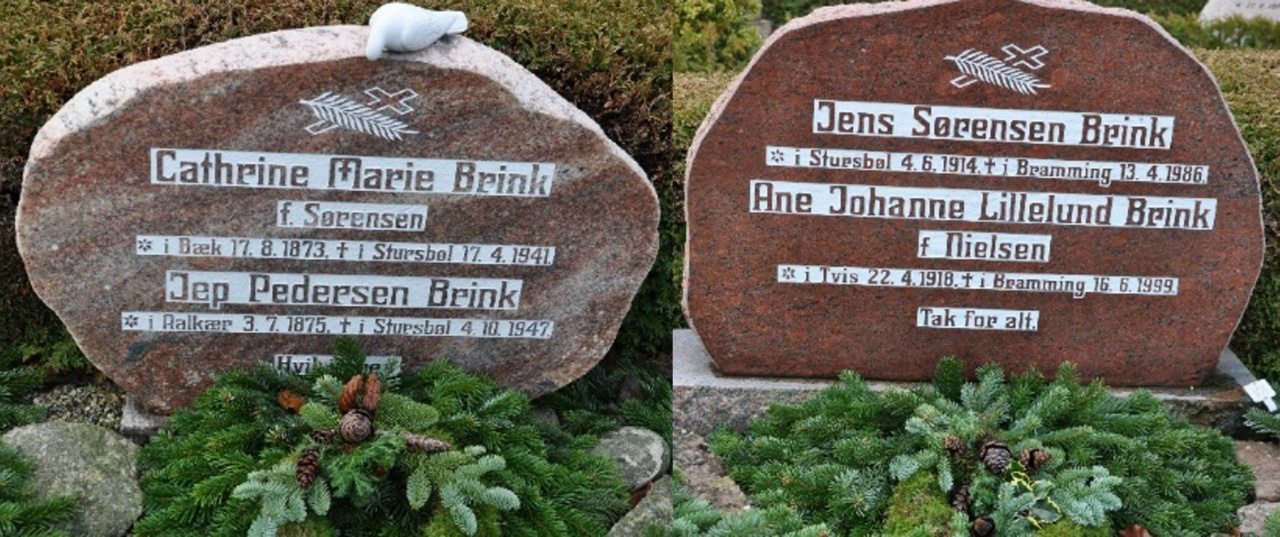 Cathrine Marie Brink
f. Sørensen
* i Bæk 17. 8. 1873. † i Stursbøl 17. 4. 1941.
Jep Pedersen Brink
* i Aalkær 3. 7. 1875. † i Stursbøl 4. 10. 1947.
Jens Sørensen Brink
* i Stursbøl 4. 6. 1914. † i Bramming 13. 4. 1986.
Ane Johanne Lillelund Brink
f Nielsen
* i Tvis 22. 4. 1918. † i Bramming 16. 6. 1999.
Tak for alt.